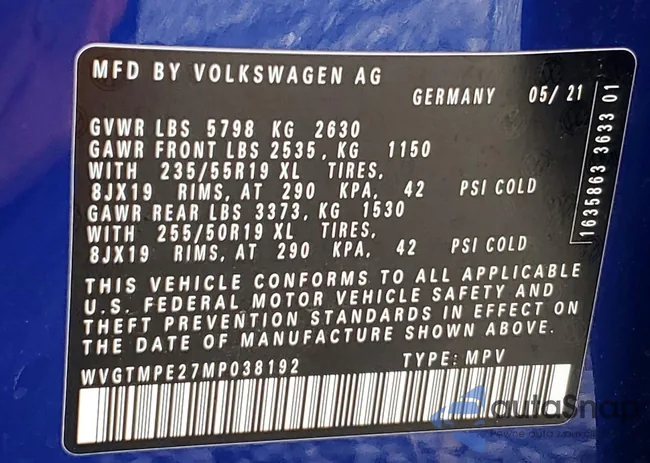 MFD BY VOLKSWAGEN AG
GERMANY 05/ 21
GVWR LBS 5798 KG 2630
GAWR FRONT LBS 2535, KG 1150
WITH 235/55R19 XL TIRES,
8JX19 RIMS, AT 290 KPA, 42 PSI COLD
GAWR REAR LBS 3373, KG 1530
WITH 255/50R19 XL TIRES,
8JX19 RIMS, AT 290 KPA, 42 PSI COLD
THIS VEHICLE CONFORMS TO ALL APPLICABLE
U.S. FEDERAL MOTOR VEHICLE SAFETY AND
THEFT PREVENTION STANDARDS IN EFFECT ON
THE DATE OF MANUFACTURE SHOWN ABOVE.
WVGTMPE27MP038192 TYPE: MPV
1635863 3633 01
autaSnap